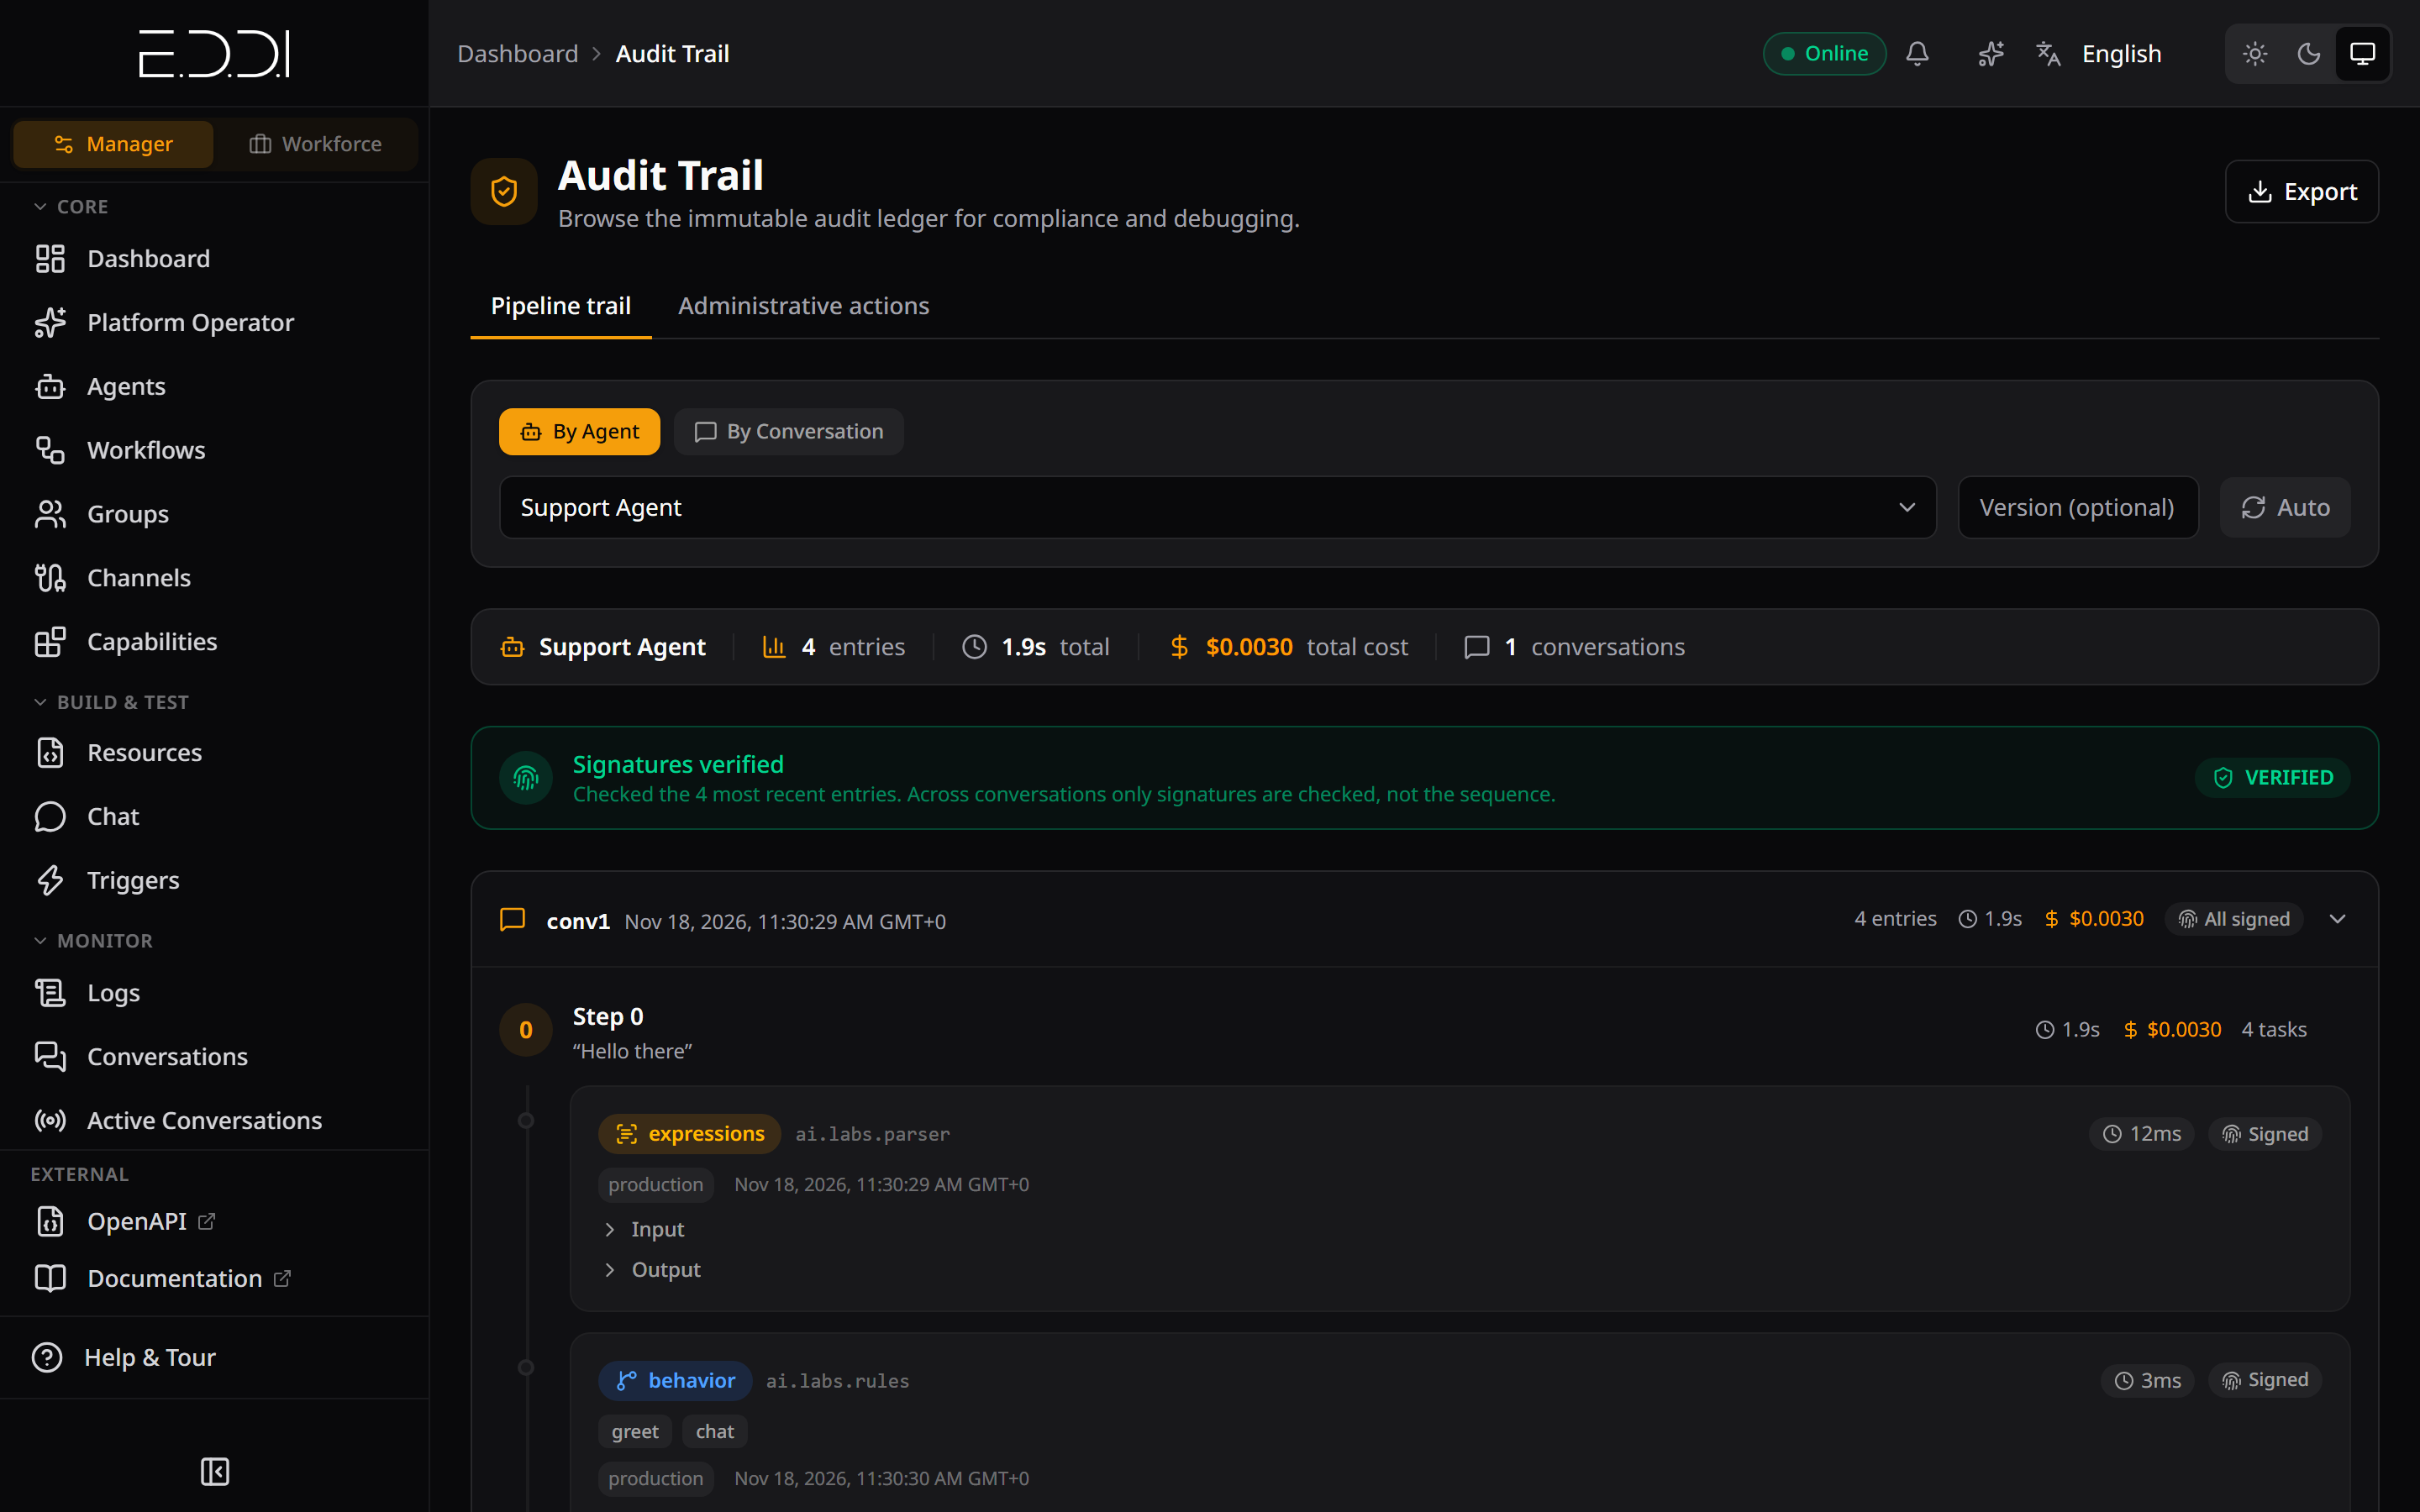 E.D.D.I
Dashboard > Audit Trail
Online
English
Manager
Workforce
CORE
Dashboard
Platform Operator
Agents
Workflows
Groups
Channels
Capabilities
BUILD & TEST
Resources
Chat
Triggers
MONITOR
Logs
Conversations
Active Conversations
EXTERNAL
OpenAPI
Documentation
Help & Tour
Audit Trail
Browse the immutable audit ledger for compliance and debugging.
Export
Pipeline trail
Administrative actions
By Agent
By Conversation
Support Agent
Version (optional)
Auto
Support Agent
4 entries
1.9s total
$ $0.0030 total cost
1 conversations
Signatures verified
Checked the 4 most recent entries. Across conversations only signatures are checked, not the sequence.
VERIFIED
conv1 Nov 18, 2026, 11:30:29 AM GMT+0
4 entries 1.9s $ $0.0030 All signed
0
Step 0
“Hello there”
1.9s $ $0.0030 4 tasks
expressions ai.labs.parser
12ms Signed
production Nov 18, 2026, 11:30:29 AM GMT+0
Input
Output
behavior ai.labs.rules
3ms Signed
greet chat
production Nov 18, 2026, 11:30:30 AM GMT+0